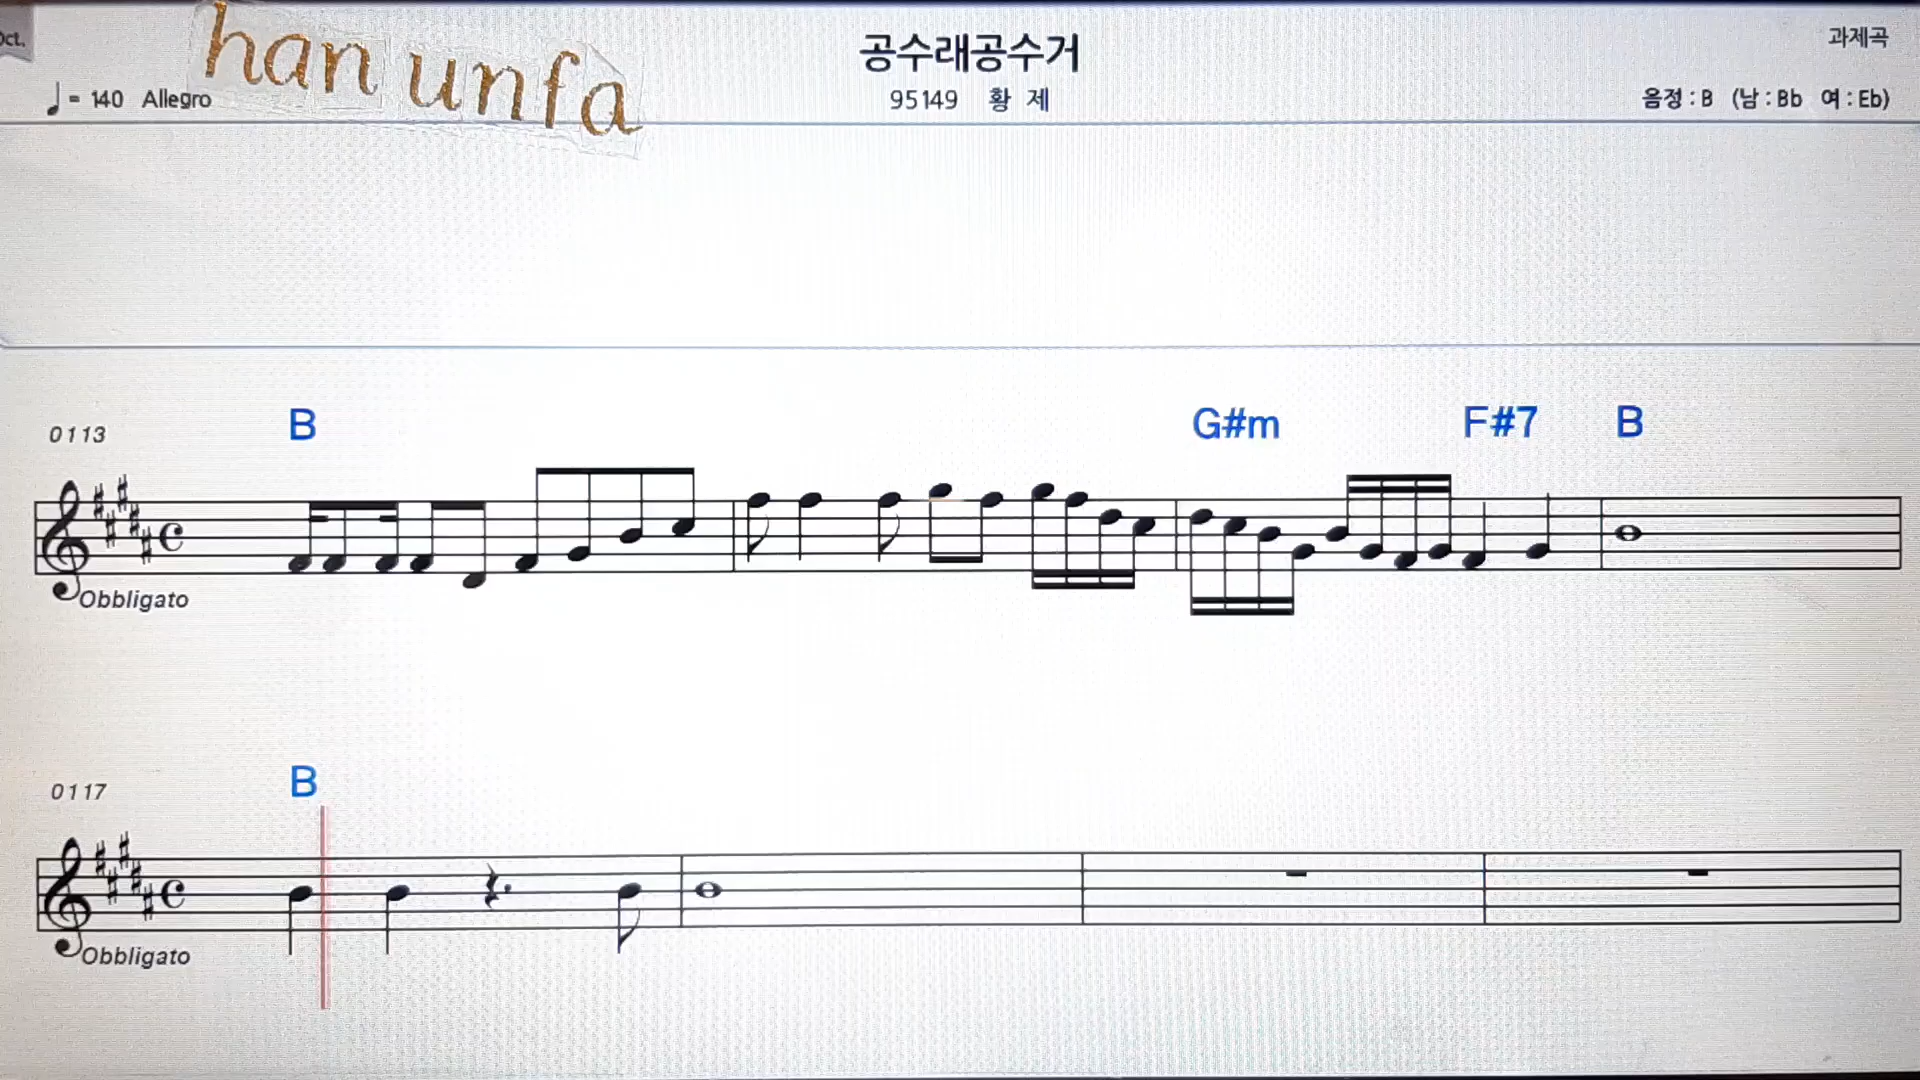 Oct.
han unfa
공수래공수거
과제곡
♩= 140 Allegro
95149 황 제
음정 : B (남 : Bb 여 : Eb)
0113
B G#m F#7 B
Obbligato
0117
B
Obbligato